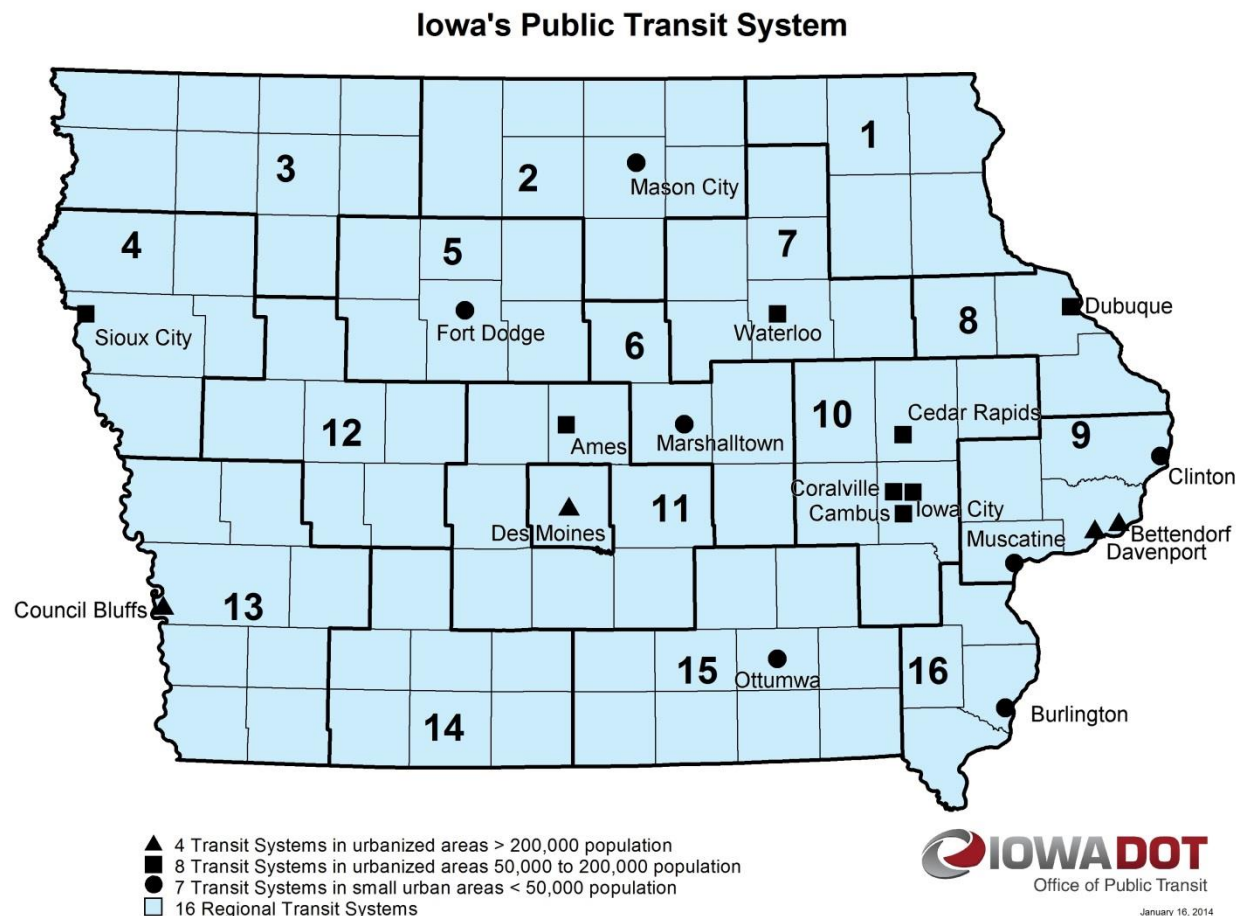 Iowa's Public Transit System
1
3
2
Mason City
4
5
7
Sioux City
Fort Dodge
6
Waterloo
8
Dubuque
12
Ames
Marshalltown
10
Cedar Rapids
9
Clinton
Des Moines
11
Coralville
Iowa City
Cambus
Muscatine
Bettendorf
Davenport
Council Bluffs
13
14
15
Ottumwa
16
Burlington
4 Transit Systems in urbanized areas > 200,000 population
8 Transit Systems in urbanized areas 50,000 to 200,000 population
7 Transit Systems in small urban areas < 50,000 population
16 Regional Transit Systems
IOWADOT
Office of Public Transit
January 16, 2014